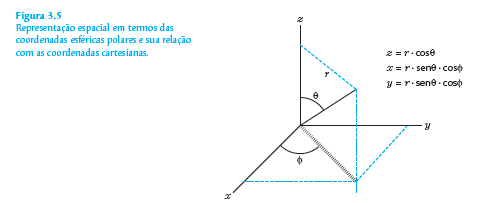 Figura 3.5
Representação espacial em termos das
coordenadas esféricas polares e sua relação
com as coordenadas cartesianas.
z
z = r · cosθ
x = r · senθ · cosϕ
y = r · senθ · cosϕ
r
θ
y
ϕ
x